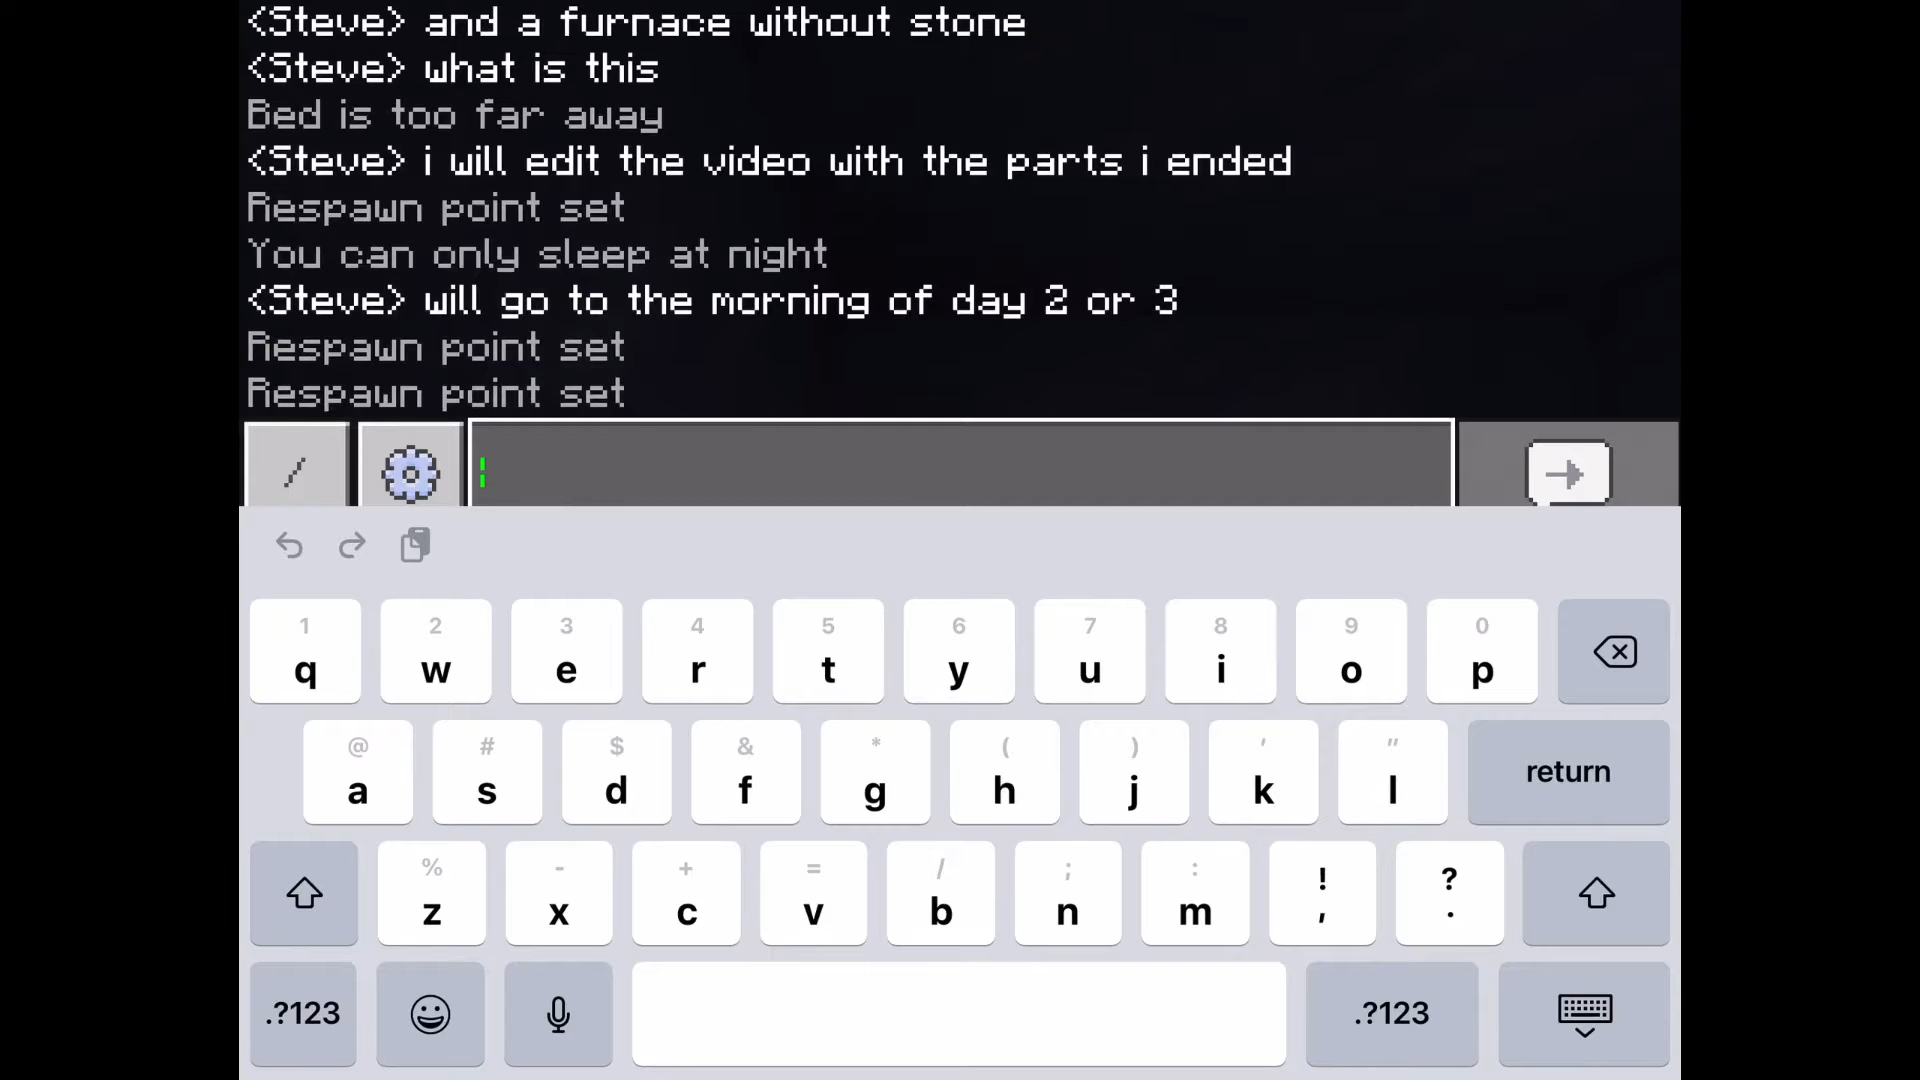 <Steve> and a furnace without stone
<Steve> what is this
Bed is too far away
<Steve> i will edit the video with the parts i ended
Respawn point set
You can only sleep at night
<Steve> will go to the morning of day 2 or 3
Respawn point set
Respawn point set
/
1 2 3 4 5 6 7 8 9 0
q w e r t y u i o p
@ # $ & * ( ) ' "
a s d f g h j k l return
% - + = / ; : ! ?
z x c v b n m , .
.?123 .?123